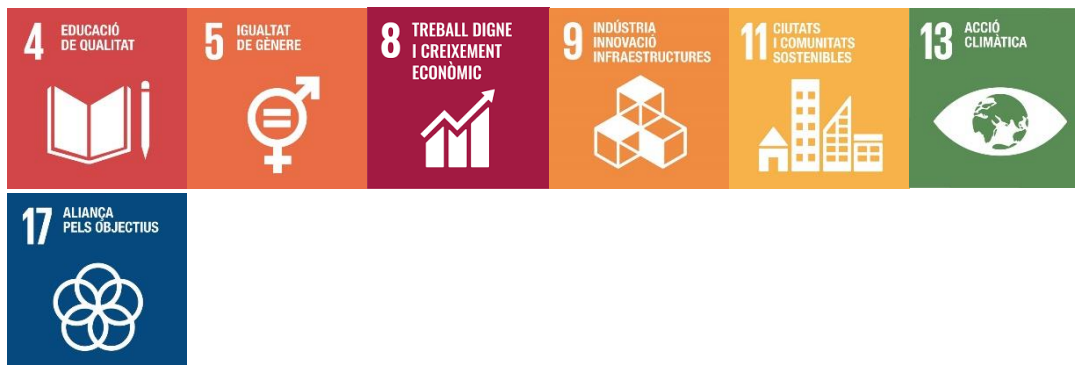 4 EDUCACIÓ
DE QUALITAT
5 IGUALTAT
DE GÈNERE
8 TREBALL DIGNE
I CREIXEMENT
ECONÒMIC
9 INDÚSTRIA
INNOVACIÓ
INFRAESTRUCTURES
11 CIUTATS
I COMUNITATS
SOSTENIBLES
13 ACCIÓ
CLIMÀTICA
17 ALIANÇA
PELS OBJECTIUS